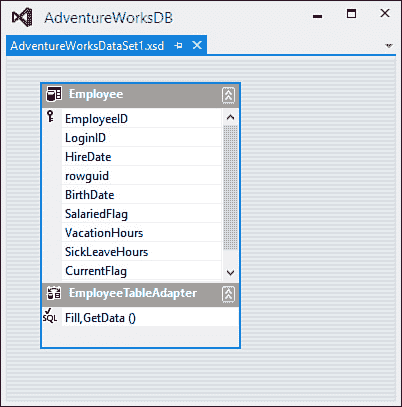 AdventureWorksDB
AdventureWorksDataSet1.xsd
Employee
EmployeeID
LoginID
HireDate
rowguid
BirthDate
SalariedFlag
VacationHours
SickLeaveHours
CurrentFlag
EmployeeTableAdapter
SQL Fill,GetData ()